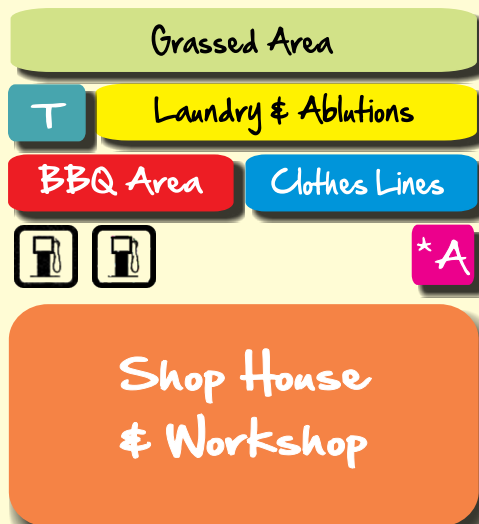 Grassed Area
T
Laundry & Ablutions
BBQ Area
Clothes Lines
*A
Shop House
& Workshop